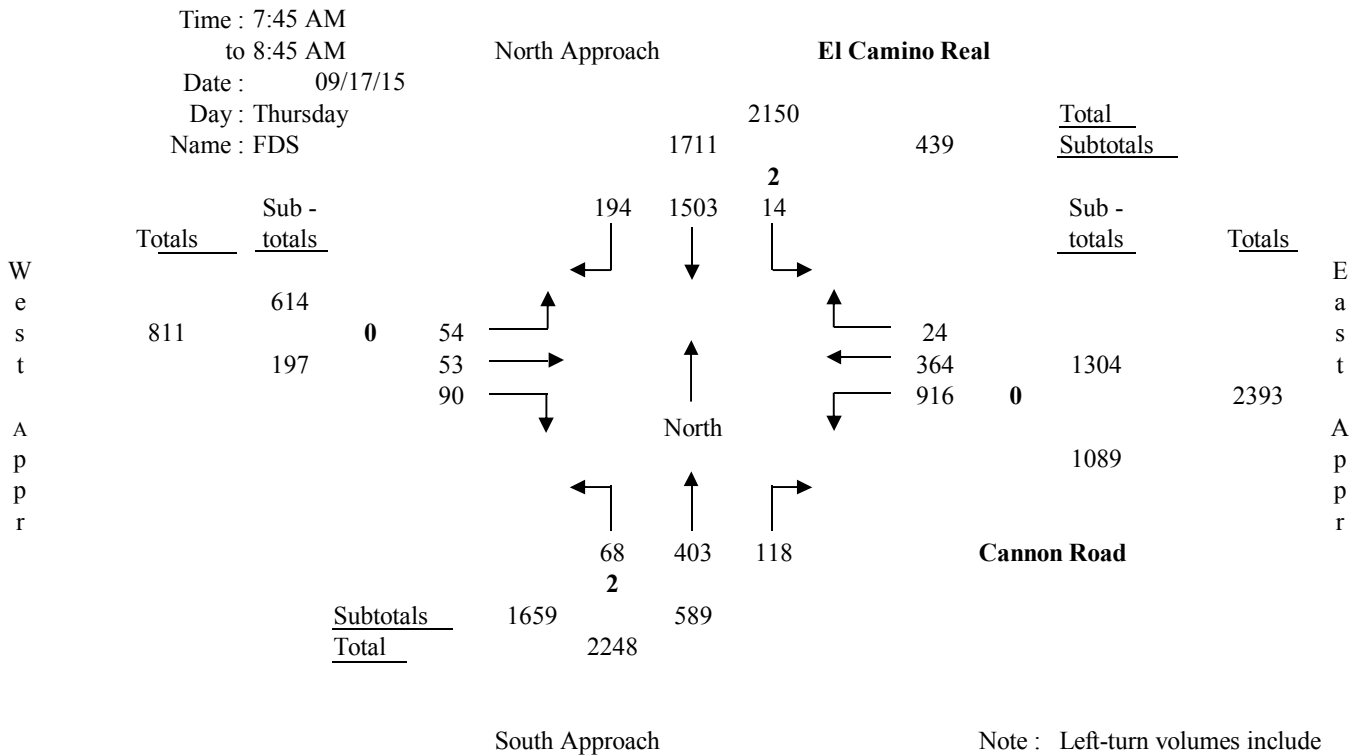 Time : 7:45 AM
to 8:45 AM North Approach El Camino Real
Date : 09/17/15
Day : Thursday 2150 Total
Name : FDS 1711 439 Subtotals
2
Sub - 194 1503 14 Sub -
Totals totals totals Totals
W E
e 614 a
s 811 0 54 24 s
t 197 53 364 1304 t
90 916 0 2393
A North A
p 1089 p
p p
r r
68 403 118 Cannon Road
2
Subtotals 1659 589
Total 2248
South Approach Note : Left-turn volumes include